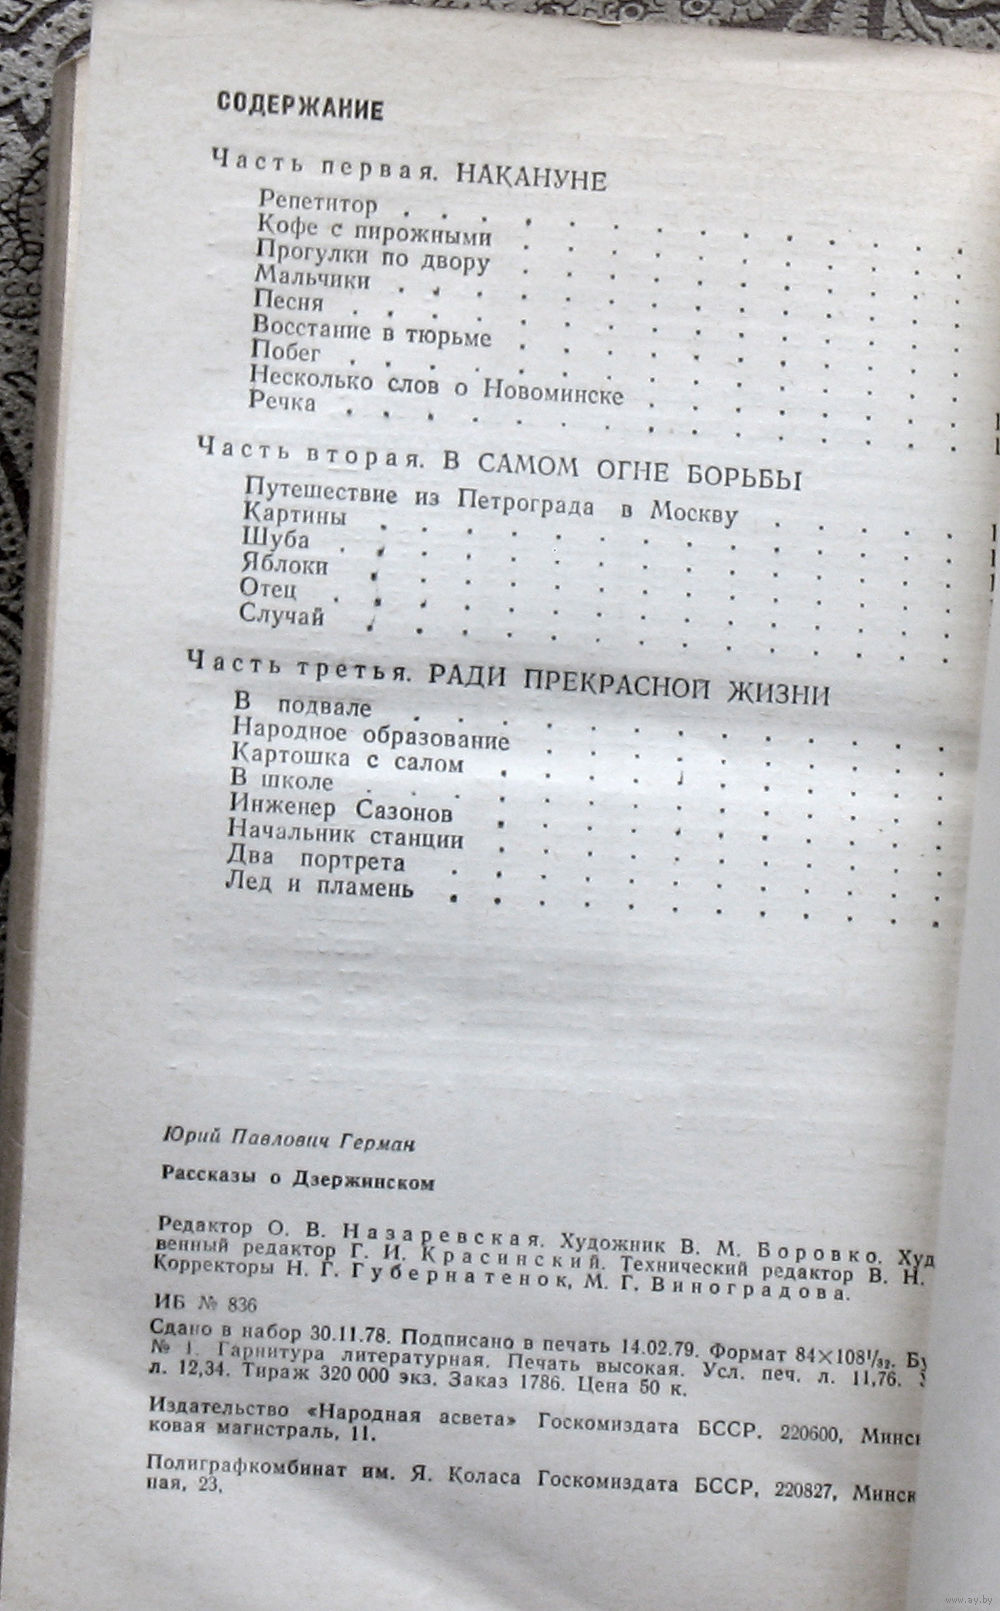 СОДЕРЖАНИЕ
Часть первая. НАКАНУНЕ
Репетитор . . . . . . . . . . . . .
Кофе с пирожными . . . . . . . . . . .
Прогулки по двору . . . . . . . . . . .
Мальчики . . . . . . . . . . . . .
Песня . . . . . . . . . . . . . .
Восстание в тюрьме . . . . . . . . . . .
Побег . . . . . . . . . . . . . .
Несколько слов о Новоминске . . . . . . . .
Речка . . . . . . . . . . . . . .
Часть вторая. В САМОМ ОГНЕ БОРЬБЫ
Путешествие из Петрограда в Москву . . . . .
Картины . . . . . . . . . . . . . .
Шуба . . . . . . . . . . . . . .
Яблоки . . . . . . . . . . . . . .
Отец . . . . . . . . . . . . . .
Случай . . . . . . . . . . . . . .
Часть третья. РАДИ ПРЕКРАСНОЙ ЖИЗНИ
В подвале . . . . . . . . . . . . .
Народное образование . . . . . . . . . .
Картошка с салом . . . . . . . . . . .
В школе . . . . . . . . . . . . . .
Инженер Сазонов . . . . . . . . . . .
Начальник станции . . . . . . . . . . .
Два портрета . . . . . . . . . . . .
Лед и пламень . . . . . . . . . . . .
Юрий Павлович Герман
Рассказы о Дзержинском
Редактор О. В. Назаревская. Художник В. М. Боровко. Худ
венный редактор Г. И. Красинский. Технический редактор В. Н.
Корректоры Н. Г. Губернатенок, М. Г. Виноградова.
ИБ № 836
Сдано в набор 30.11.78. Подписано в печать 14.02.79. Формат 84×108¹/₃₂. Бу
№ 1. Гарнитура литературная. Печать высокая. Усл. печ. л. 11,76.
л. 12,34. Тираж 320 000 экз. Заказ 1786. Цена 50 к.
Издательство «Народная асвета» Госкомиздата БССР. 220600, Минск
ковая магистраль, 11.
Полиграфкомбинат им. Я. Коласа Госкомиздата БССР, 220827, Минск
ная, 23.
www.ay.by